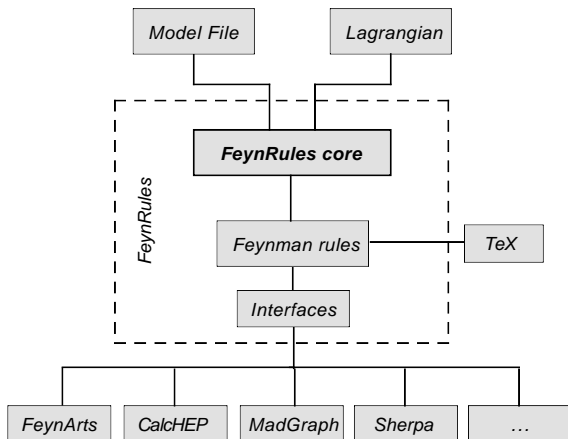 Model File
Lagrangian
FeynRules core
FeynRules
Feynman rules
TeX
Interfaces
FeynArts
CalcHEP
MadGraph
Sherpa
...